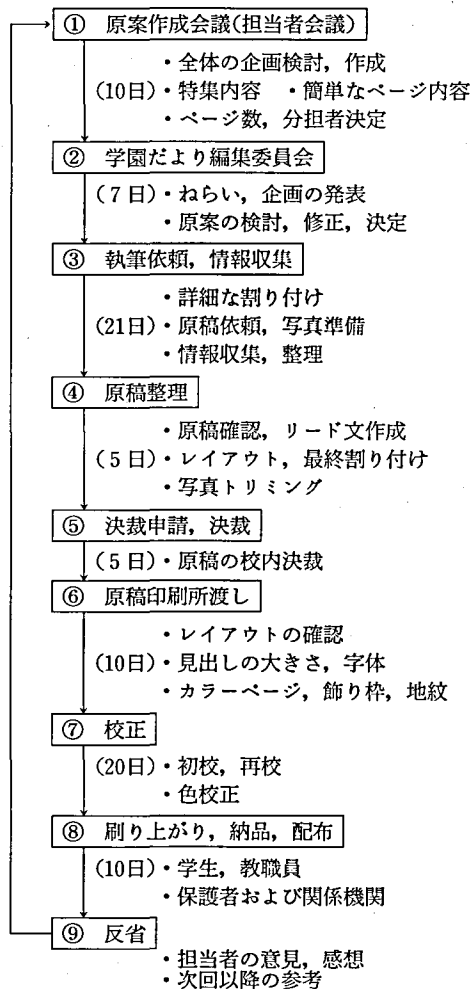 ① 原案作成会議(担当者会議)
・全体の企画検討，作成
(10日)・特集内容 ・簡単なページ内容
・ページ数，分担者決定
② 学園だより編集委員会
(7日)・ねらい，企画の発表
・原案の検討，修正，決定
③ 執筆依頼，情報収集
・詳細な割り付け
(21日)・原稿依頼，写真準備
・情報収集，整理
④ 原稿整理
・原稿確認，リード文作成
(5日)・レイアウト，最終割り付け
・写真トリミング
⑤ 決裁申請，決裁
(5日)・原稿の校内決裁
⑥ 原稿印刷所渡し
・レイアウトの確認
(10日)・見出しの大きさ，字体
・カラーページ，飾り枠，地紋
⑦ 校正
(20日)・初校，再校
・色校正
⑧ 刷り上がり，納品，配布
(10日)・学生，教職員
・保護者および関係機関
⑨ 反省
・担当者の意見，感想
・次回以降の参考